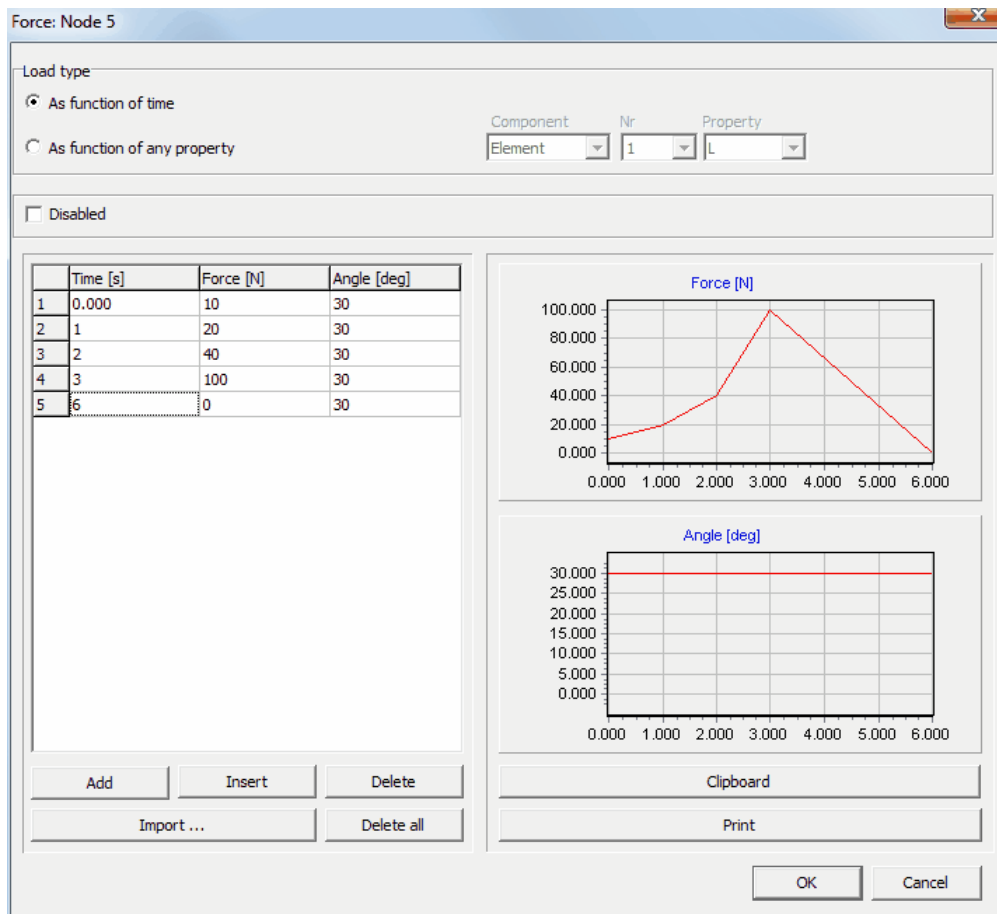 Force: Node 5
X
Load type
As function of time
Component Nr Property
As function of any property
Element 1 L
Disabled
Time [s] Force [N] Angle [deg]
1 0.000 10 30
2 1 20 30
3 2 40 30
4 3 100 30
5 6 0 30
Add Insert Delete
Import ... Delete all
Force [N]
100.000
80.000
60.000
40.000
20.000
0.000
0.000 1.000 2.000 3.000 4.000 5.000 6.000
Angle [deg]
30.000
25.000
20.000
15.000
10.000
5.000
0.000
0.000 1.000 2.000 3.000 4.000 5.000 6.000
Clipboard
Print
OK Cancel